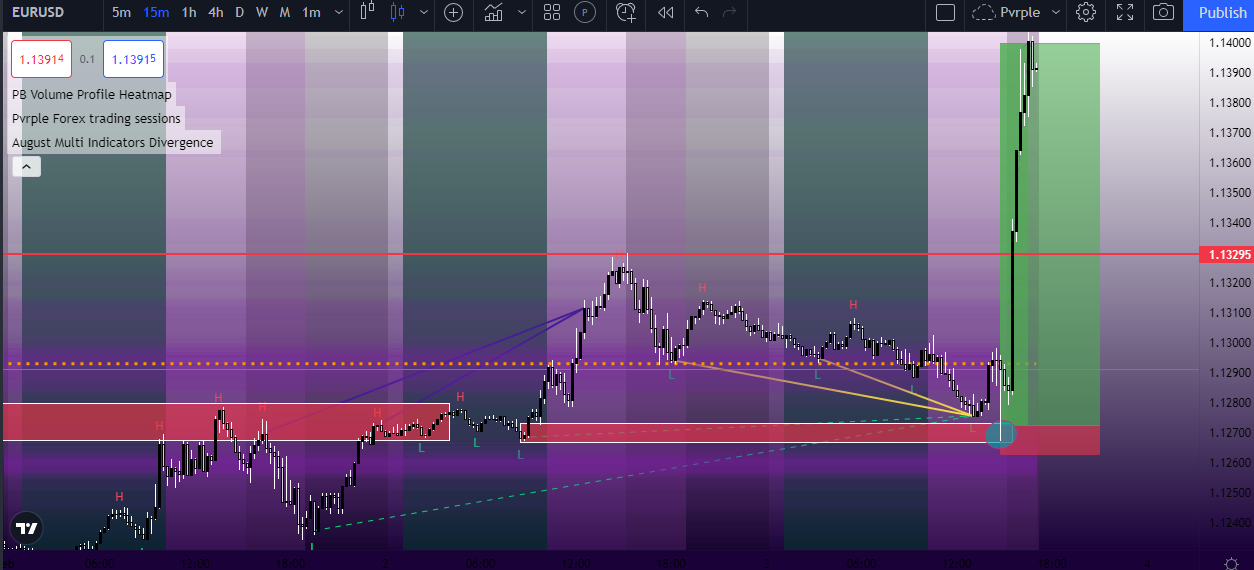 EURUSD 5m 15m 1h 4h D W M 1m P Pvrple Publish
1.13914 0.1 1.13915
PB Volume Profile Heatmap
Pvrple Forex trading sessions
August Multi Indicators Divergence
1.14000
1.13900
1.13800
1.13700
1.13600
1.13500
1.13400
1.13295
1.13200
1.13100
1.13000
1.12900
1.12800
1.12700
1.12600
1.12500
1.12400
H
H
H
H
H
H
H
H
L
L
L
L
L
L
L
06:00 12:00 18:00 2 06:00 12:00 18:00 06:00 12:00 18:00 4